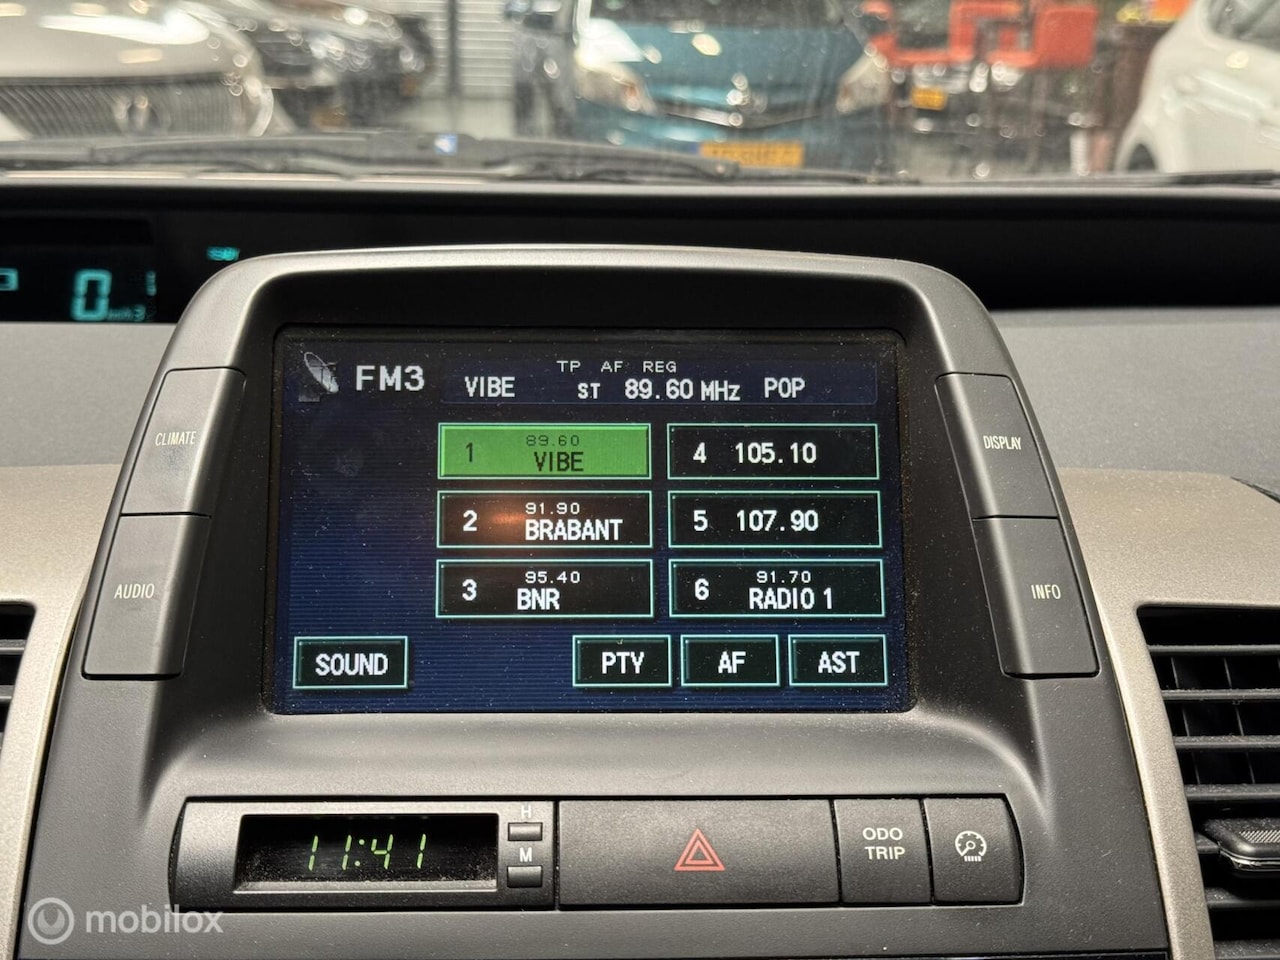 0
TP AF REG
FM3 VIBE ST 89.60 MHz POP
CLIMATE
AUDIO
DISPLAY
INFO
1 89.60 VIBE
4 105.10
2 91.90 BRABANT
5 107.90
3 95.40 BNR
6 91.70 RADIO 1
SOUND PTY AF AST
11:41
H
M
ODO
TRIP
mobilox